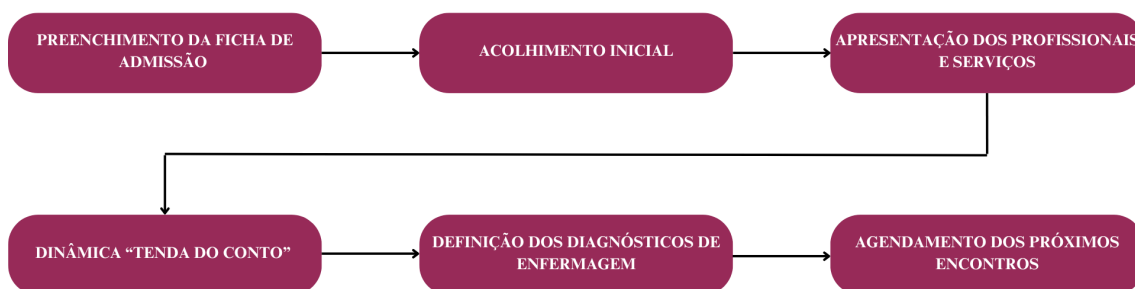 PREENCHIMENTO DA FICHA DE
ADMISSÃO
ACOLHIMENTO INICIAL
APRESENTAÇÃO DOS PROFISSIONAIS
E SERVIÇOS
DINÂMICA “TENDA DO CONTO”
DEFINIÇÃO DOS DIAGNÓSTICOS DE
ENFERMAGEM
AGENDAMENTO DOS PRÓXIMOS
ENCONTROS